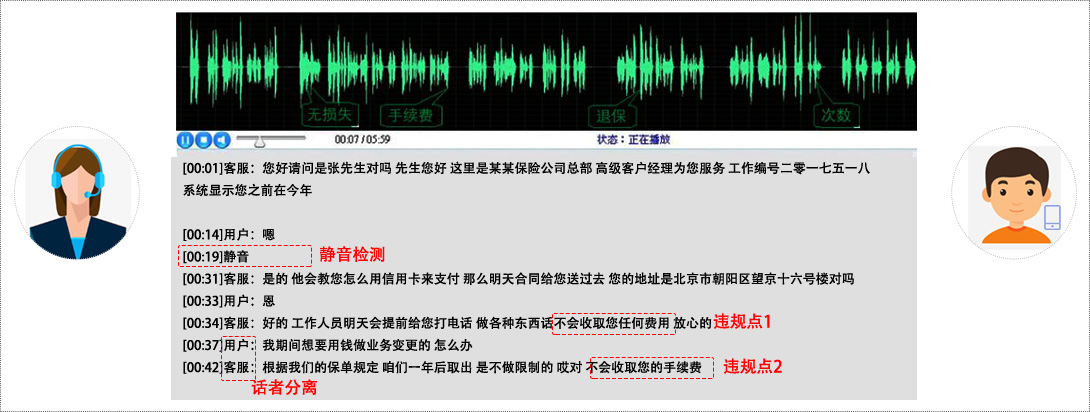 无损失
手续费
退保
次数
00:07 / 05:59
状态：正在播放
[00:01]客服：您好请问是张先生对吗 先生您好 这里是某某保险公司总部 高级客户经理为您服务 工作编号二零一七五一八
系统显示您之前在今年
[00:14]用户：嗯
[00:19]静音
静音检测
[00:31]客服：是的 他会教您怎么用信用卡来支付 那么明天合同给您送过去 您的地址是北京市朝阳区望京十六号楼对吗
[00:33]用户：恩
[00:34]客服：好的 工作人员明天会提前给您打电话 做各种东西话不会收取您任何费用 放心的
违规点1
[00:37]用户：我期间想要用钱做业务变更的 怎么办
[00:42]客服：根据我们的保单规定 咱们一年后取出 是不做限制的 哎对 不会收取您的手续费
违规点2
话者分离